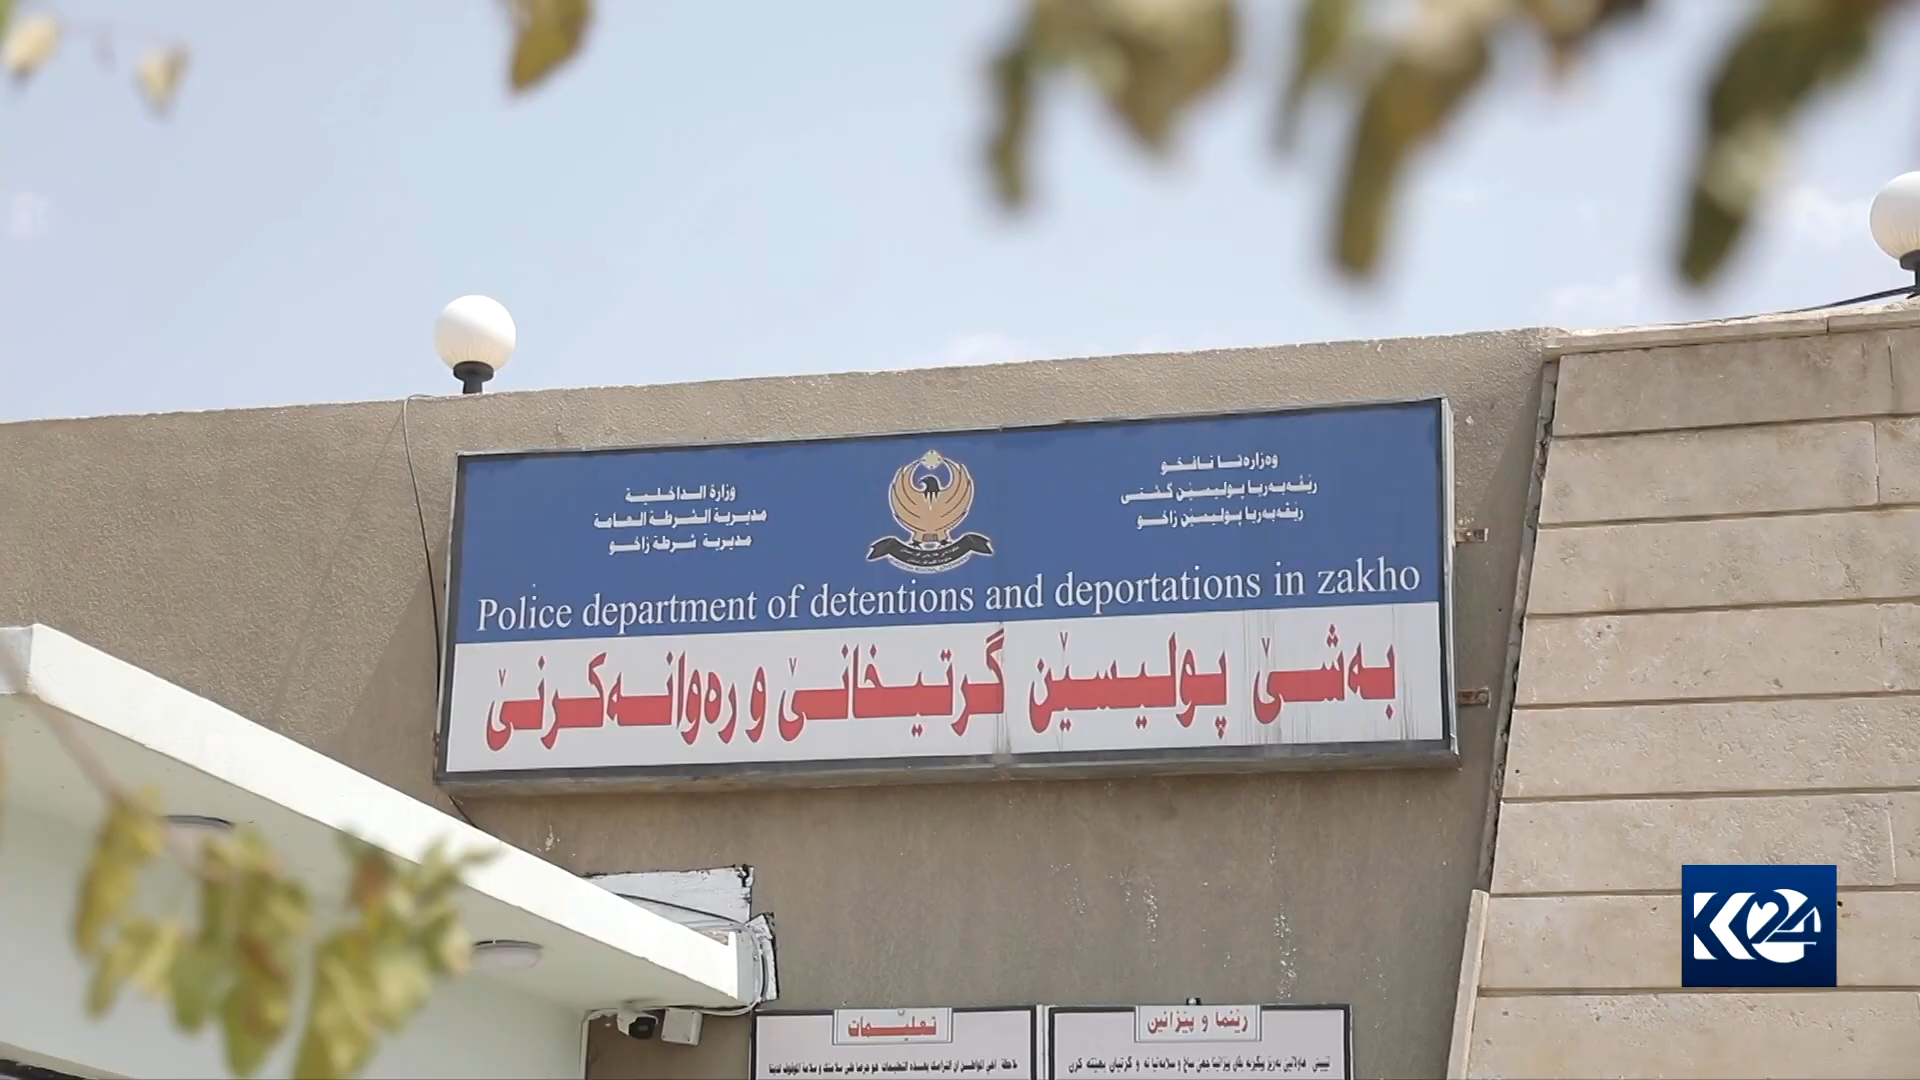 وەزارەتا نافخو
رێڤەبەریا پولیسێن گشتی
رێڤەبەریا پولیسێن زاخو
وزارة الداخلية
مديرية الشرطة العامة
مديرية شرطة زاخو
Police department of detentions and deportations in zakho
بەشێ پولیسێن گرتیخانێ و رەوانەکرنێ
رێنما و پێزانین
تعليمات
K24